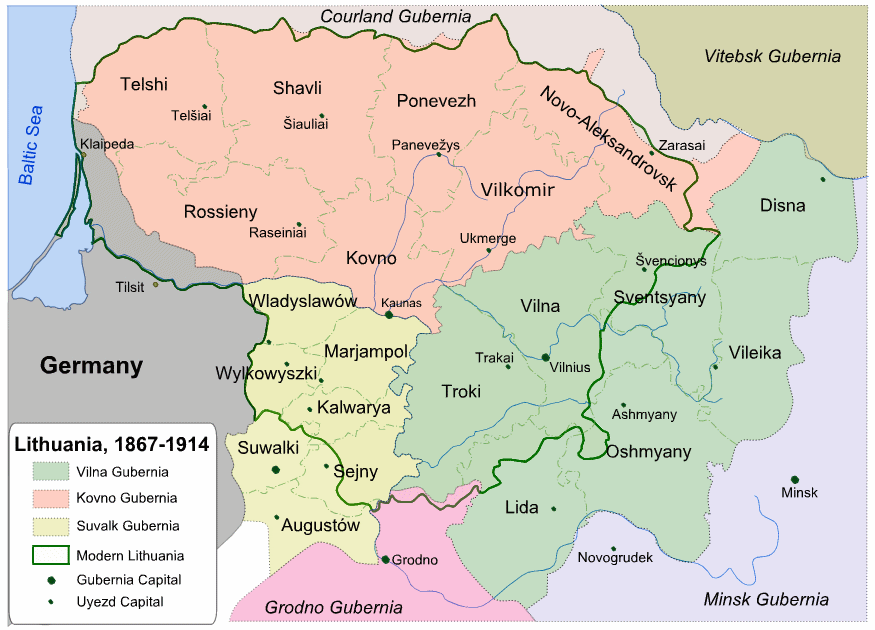 Courland Gubernia
Vitebsk Gubernia
Telshi
Shavli
Ponevezh
Novo-Aleksandrovsk
Telšiai
Šiauliai
Baltic Sea
Klaipeda
Panevežys
Zarasai
Vilkomir
Disna
Rossieny
Raseiniai
Ukmerge
Kovno
Švencionys
Tilsit
Wladyslawów
Kaunas
Vilna
Sventsyany
Germany
Marjampol
Wylkowyszki
Trakai
Vilnius
Vileika
Troki
Kalwarya
Ashmyany
Suwalki
Sejny
Oshmyany
Lithuania, 1867-1914
Vilna Gubernia
Kovno Gubernia
Suvalk Gubernia
Modern Lithuania
Gubernia Capital
Uyezd Capital
Minsk
Lida
Augustów
Grodno
Novogrudek
Grodno Gubernia
Minsk Gubernia